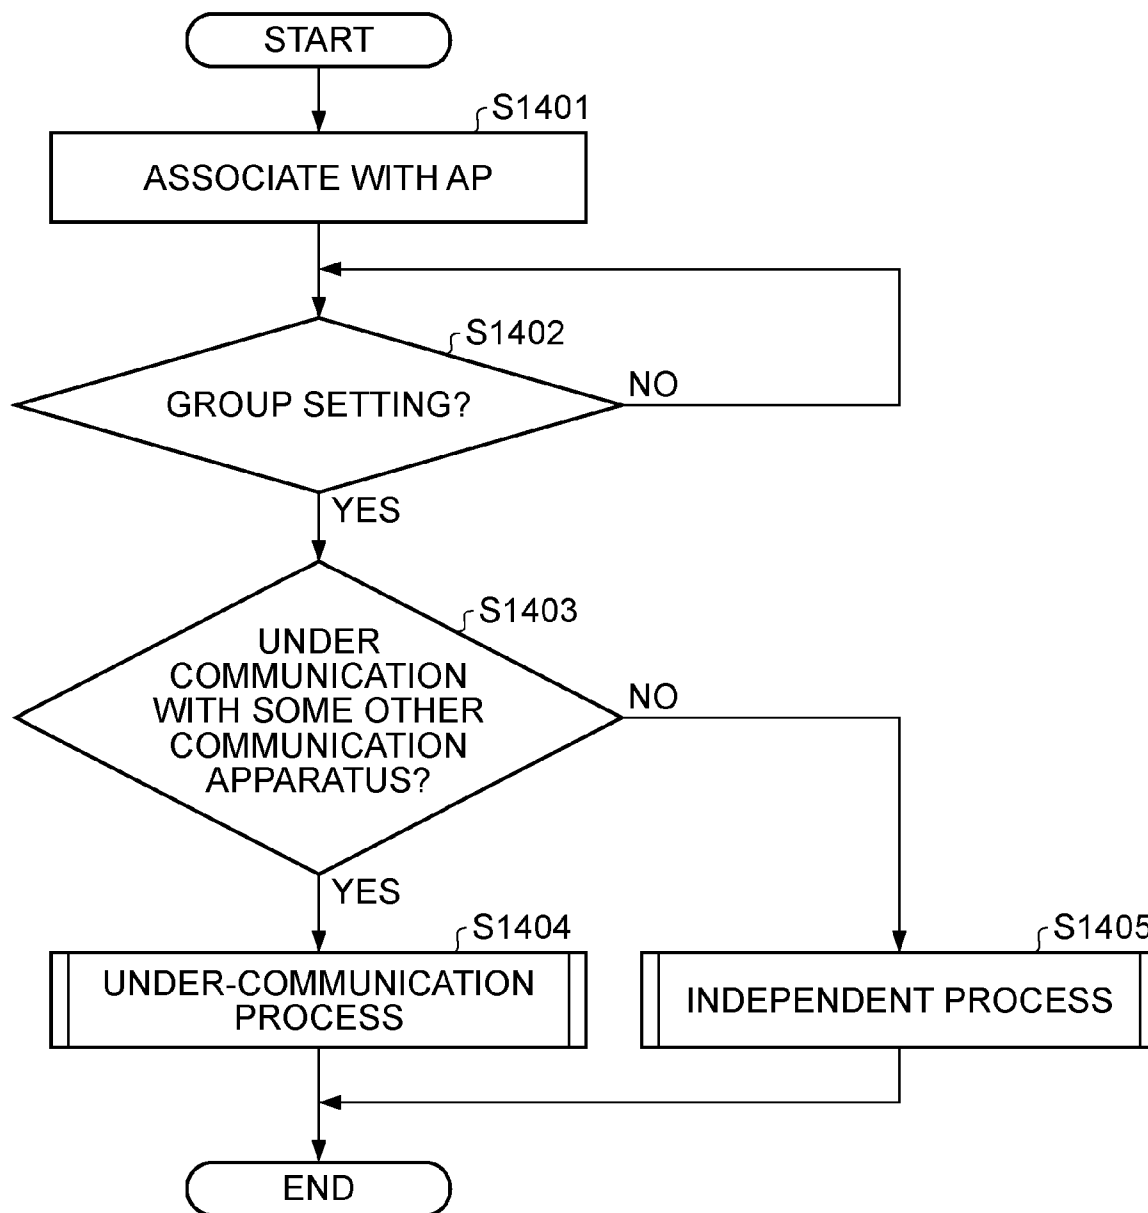 START
S1401
ASSOCIATE WITH AP
S1402
GROUP SETTING?
NO
YES
S1403
UNDER
COMMUNICATION
WITH SOME OTHER
COMMUNICATION
APPARATUS?
NO
YES
S1404
UNDER-COMMUNICATION
PROCESS
S1405
INDEPENDENT PROCESS
END